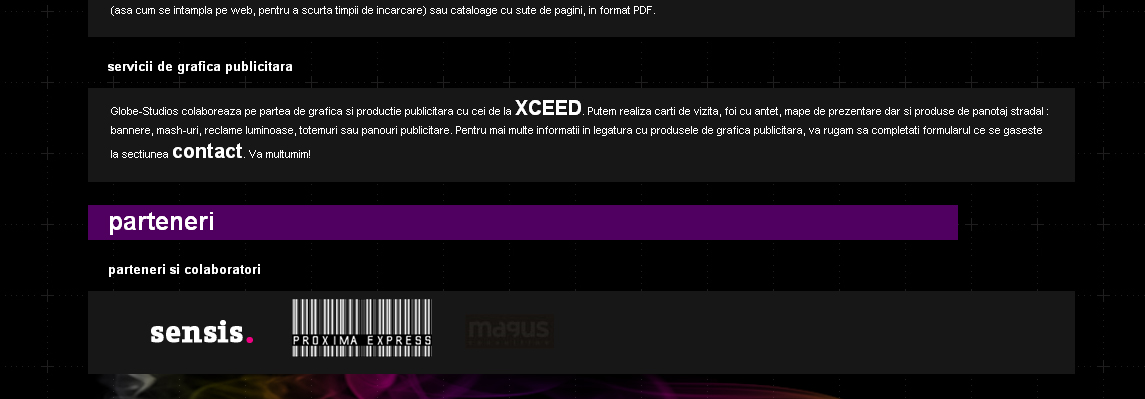 (asa cum se intampla pe web, pentru a scurta timpii de incarcare) sau cataloage cu sute de pagini, in format PDF.
servicii de grafica publicitara
Globe-Studios colaboreaza pe partea de grafica si productie publicitara cu cei de la XCEED. Putem realiza carti de vizita, foi cu antet, mape de prezentare dar si produse de panotaj stradal :
bannere, mash-uri, reclame luminoase, totemuri sau panouri publicitare. Pentru mai multe informatii in legatura cu produsele de grafica publicitara, va rugam sa completati formularul ce se gaseste
la sectiunea contact. Va multumim!
parteneri
parteneri si colaboratori
sensis.
PROXIMA EXPRESS
magus